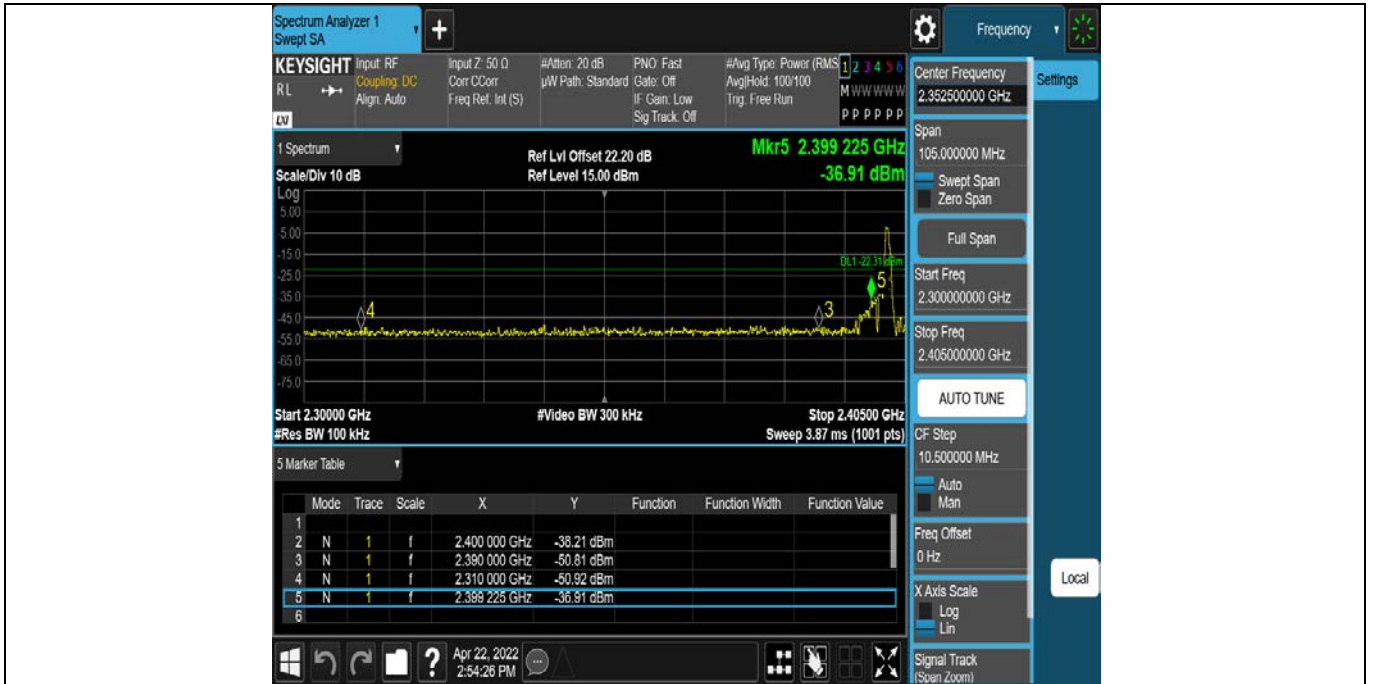 Spectrum Analyzer 1
Swept SA
+
Frequency
KEYSIGHT
RL
LXI
Input: RF
Coupling: DC
Align: Auto
Input Z: 50 Ω
Corr CCorr
Freq Ref: Int (S)
#Atten: 20 dB
µW Path: Standard
PNO: Fast
Gate: Off
IF Gain: Low
Sig Track: Off
#Avg Type: Power (RMS
Avg|Hold: 100/100
Trig: Free Run
1 2 3 4 5 6
M W W W W W
P P P P P P
1 Spectrum
Scale/Div 10 dB
Ref Lvl Offset 22.20 dB
Ref Level 15.00 dBm
Mkr5 2.399 225 GHz
-36.91 dBm
Log
5.00
-5.00
-15.0
-25.0
-35.0
-45.0
-55.0
-65.0
-75.0
DL1 -22.31 dBm
5
4
3
Start 2.30000 GHz
#Video BW 300 kHz
Stop 2.40500 GHz
#Res BW 100 kHz
Sweep 3.87 ms (1001 pts)
5 Marker Table
Mode Trace Scale X Y Function Function Width Function Value
1
2 N 1 f 2.400 000 GHz -38.21 dBm
3 N 1 f 2.390 000 GHz -50.81 dBm
4 N 1 f 2.310 000 GHz -50.92 dBm
5 N 1 f 2.399 225 GHz -36.91 dBm
6
?
Apr 22, 2022
2:54:26 PM
Center Frequency
2.352500000 GHz
Settings
Span
105.000000 MHz
Swept Span
Zero Span
Full Span
Start Freq
2.300000000 GHz
Stop Freq
2.405000000 GHz
AUTO TUNE
CF Step
10.500000 MHz
Auto
Man
Freq Offset
0 Hz
X Axis Scale
Log
Lin
Local
Signal Track
(Span Zoom)